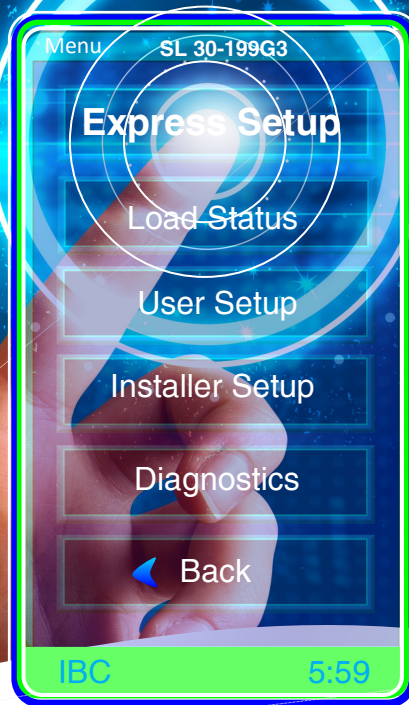 Menu SL 30-199G3
Express Setup
Load Status
User Setup
Installer Setup
Diagnostics
Back
IBC 5:59